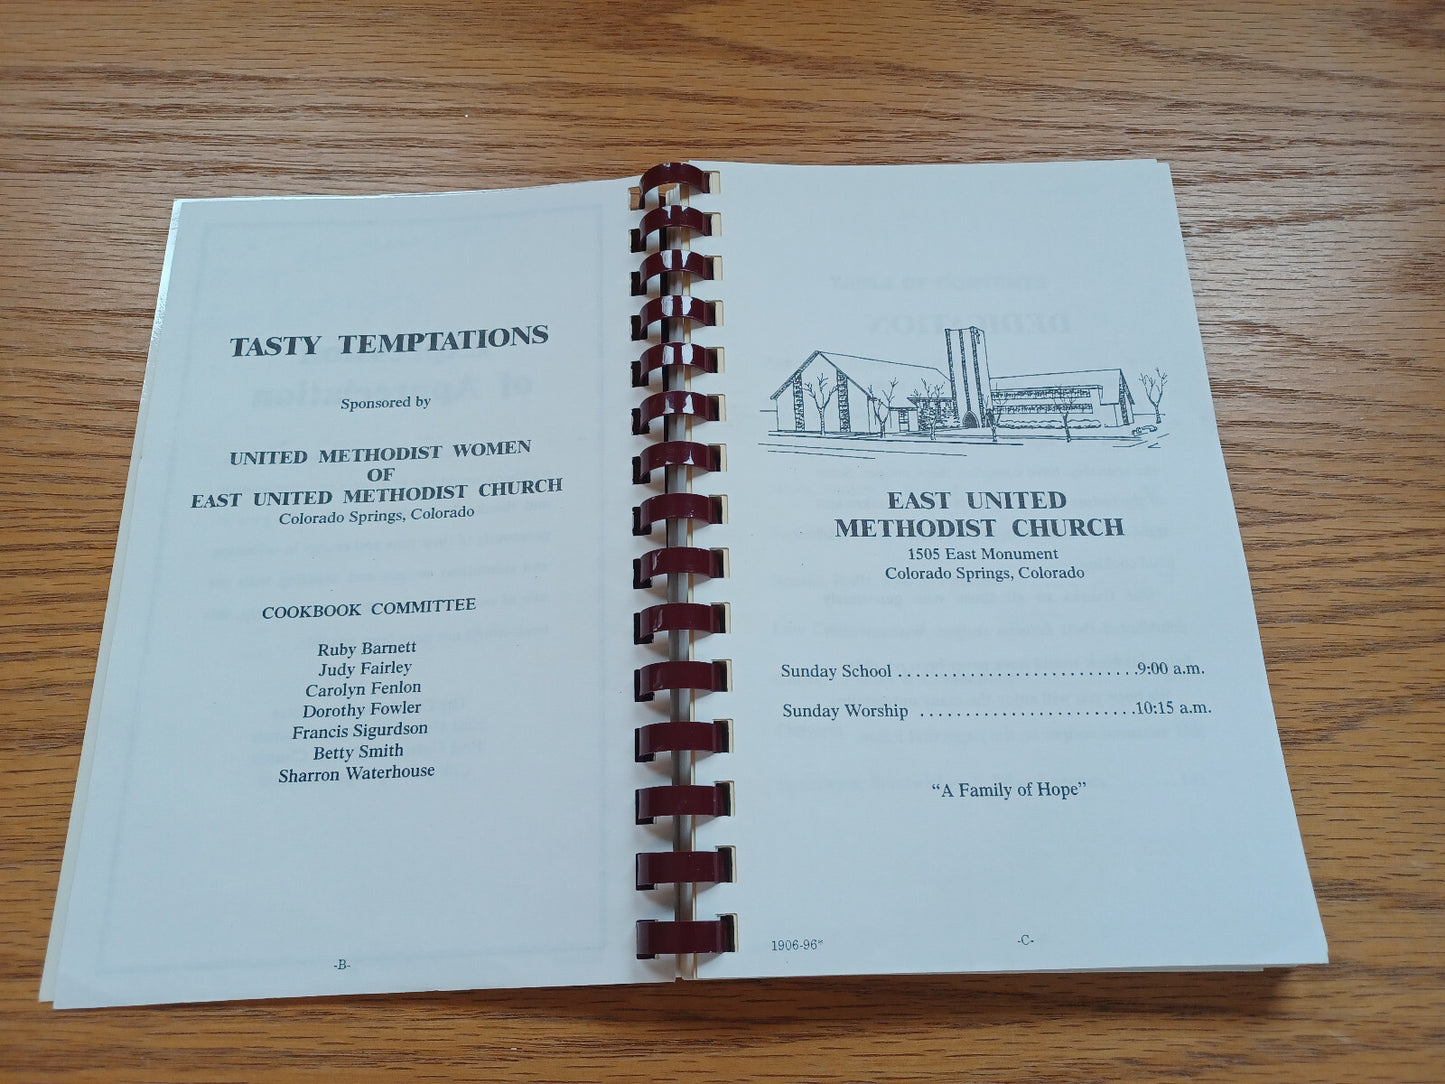 TASTY TEMPTATIONS
Sponsored by
UNITED METHODIST WOMEN
OF
EAST UNITED METHODIST CHURCH
Colorado Springs, Colorado
COOKBOOK COMMITTEE
Ruby Barnett
Judy Fairley
Carolyn Fenlon
Dorothy Fowler
Francis Sigurdson
Betty Smith
Sharron Waterhouse
-B-
EAST UNITED
METHODIST CHURCH
1505 East Monument
Colorado Springs, Colorado
Sunday School ..........................9:00 a.m.
Sunday Worship ........................10:15 a.m.
“A Family of Hope”
1906-96*
-C-